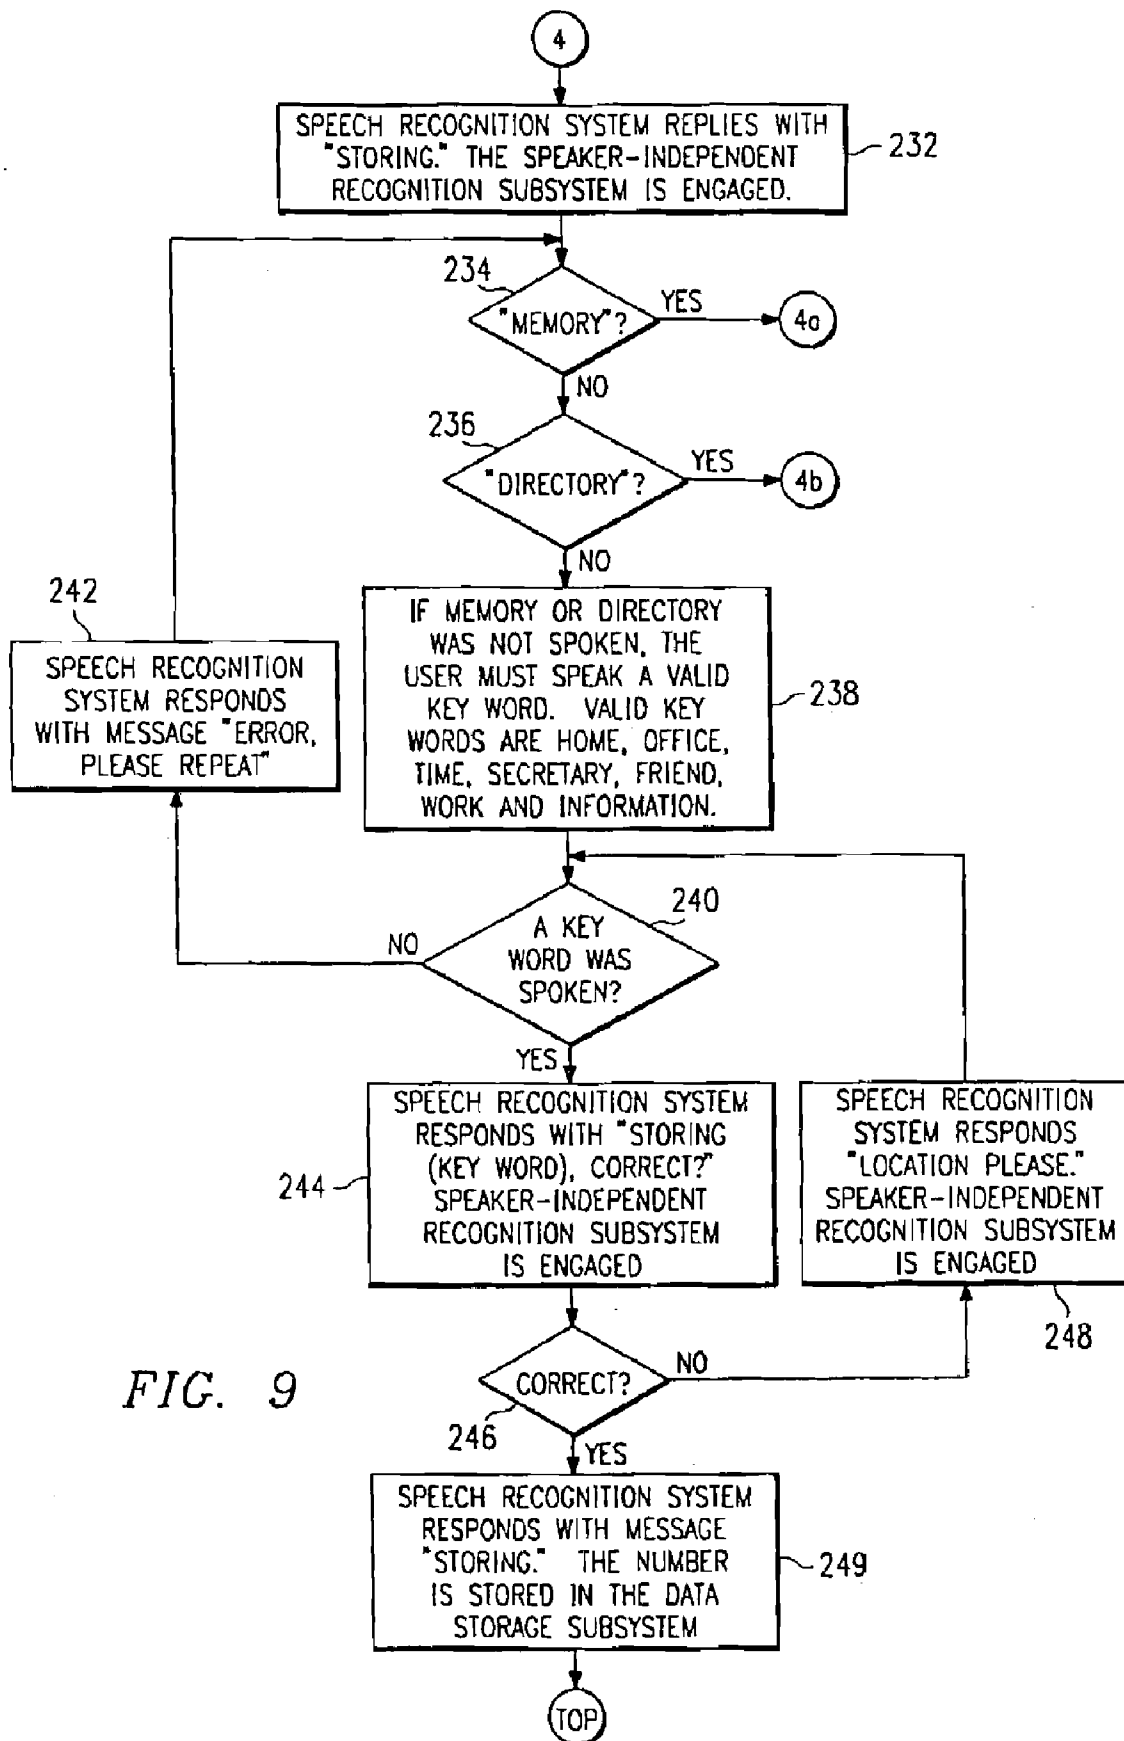 4
SPEECH RECOGNITION SYSTEM REPLIES WITH
"STORING." THE SPEAKER-INDEPENDENT
RECOGNITION SUBSYSTEM IS ENGAGED.
232
234
"MEMORY"?
YES
4a
NO
236
"DIRECTORY"?
YES
4b
NO
242
SPEECH RECOGNITION
SYSTEM RESPONDS
WITH MESSAGE "ERROR,
PLEASE REPEAT"
IF MEMORY OR DIRECTORY
WAS NOT SPOKEN, THE
USER MUST SPEAK A VALID
KEY WORD. VALID KEY
WORDS ARE HOME, OFFICE,
TIME, SECRETARY, FRIEND,
WORK AND INFORMATION.
238
240
A KEY
WORD WAS
SPOKEN?
NO
YES
SPEECH RECOGNITION SYSTEM
RESPONDS WITH "STORING
(KEY WORD), CORRECT?"
SPEAKER-INDEPENDENT
RECOGNITION SUBSYSTEM
IS ENGAGED
244
SPEECH RECOGNITION
SYSTEM RESPONDS
"LOCATION PLEASE."
SPEAKER-INDEPENDENT
RECOGNITION SUBSYSTEM
IS ENGAGED
248
CORRECT?
NO
246
YES
FIG. 9
SPEECH RECOGNITION SYSTEM
RESPONDS WITH MESSAGE
"STORING." THE NUMBER
IS STORED IN THE DATA
STORAGE SUBSYSTEM
249
TOP